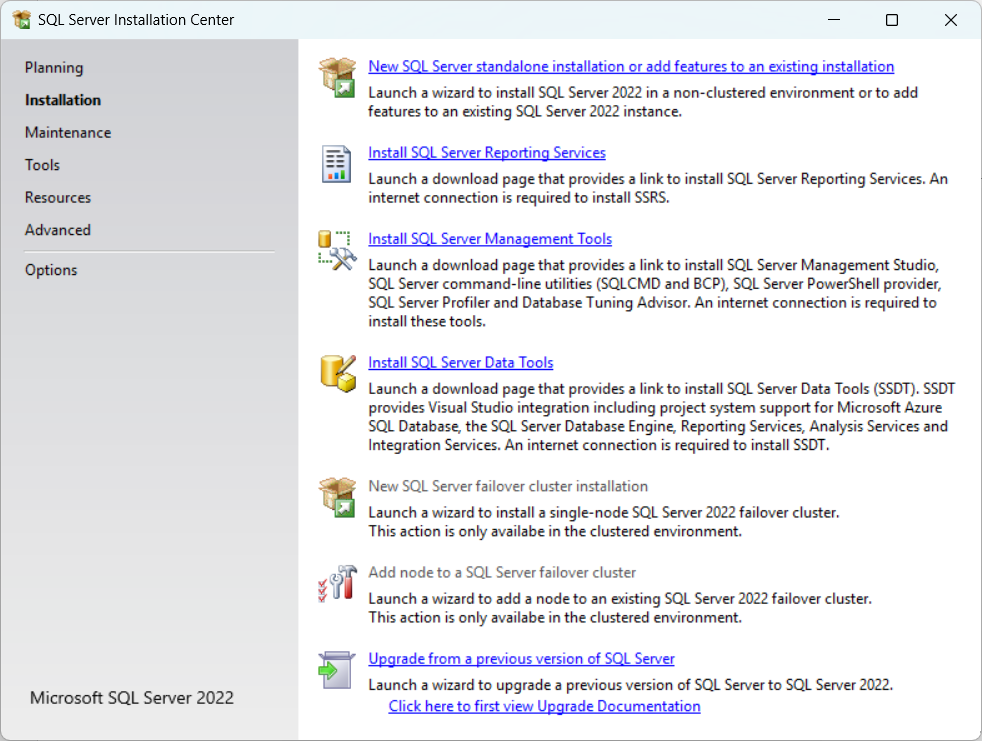 SQL Server Installation Center
Planning
Installation
Maintenance
Tools
Resources
Advanced
Options
Microsoft SQL Server 2022
New SQL Server standalone installation or add features to an existing installation
Launch a wizard to install SQL Server 2022 in a non-clustered environment or to add
features to an existing SQL Server 2022 instance.
Install SQL Server Reporting Services
Launch a download page that provides a link to install SQL Server Reporting Services. An
internet connection is required to install SSRS.
Install SQL Server Management Tools
Launch a download page that provides a link to install SQL Server Management Studio,
SQL Server command-line utilities (SQLCMD and BCP), SQL Server PowerShell provider,
SQL Server Profiler and Database Tuning Advisor. An internet connection is required to
install these tools.
Install SQL Server Data Tools
Launch a download page that provides a link to install SQL Server Data Tools (SSDT). SSDT
provides Visual Studio integration including project system support for Microsoft Azure
SQL Database, the SQL Server Database Engine, Reporting Services, Analysis Services and
Integration Services. An internet connection is required to install SSDT.
New SQL Server failover cluster installation
Launch a wizard to install a single-node SQL Server 2022 failover cluster.
This action is only availabe in the clustered environment.
Add node to a SQL Server failover cluster
Launch a wizard to add a node to an existing SQL Server 2022 failover cluster.
This action is only availabe in the clustered environment.
Upgrade from a previous version of SQL Server
Launch a wizard to upgrade a previous version of SQL Server to SQL Server 2022.
Click here to first view Upgrade Documentation